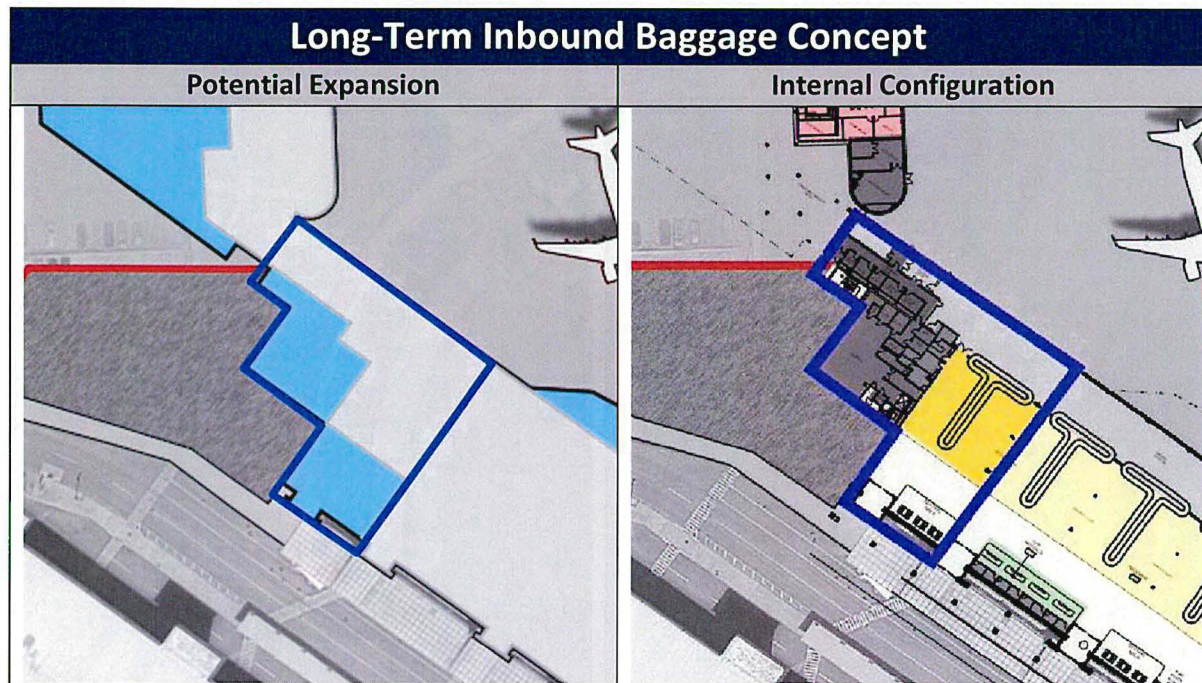 Long-Term Inbound Baggage Concept
Potential Expansion
Internal Configuration